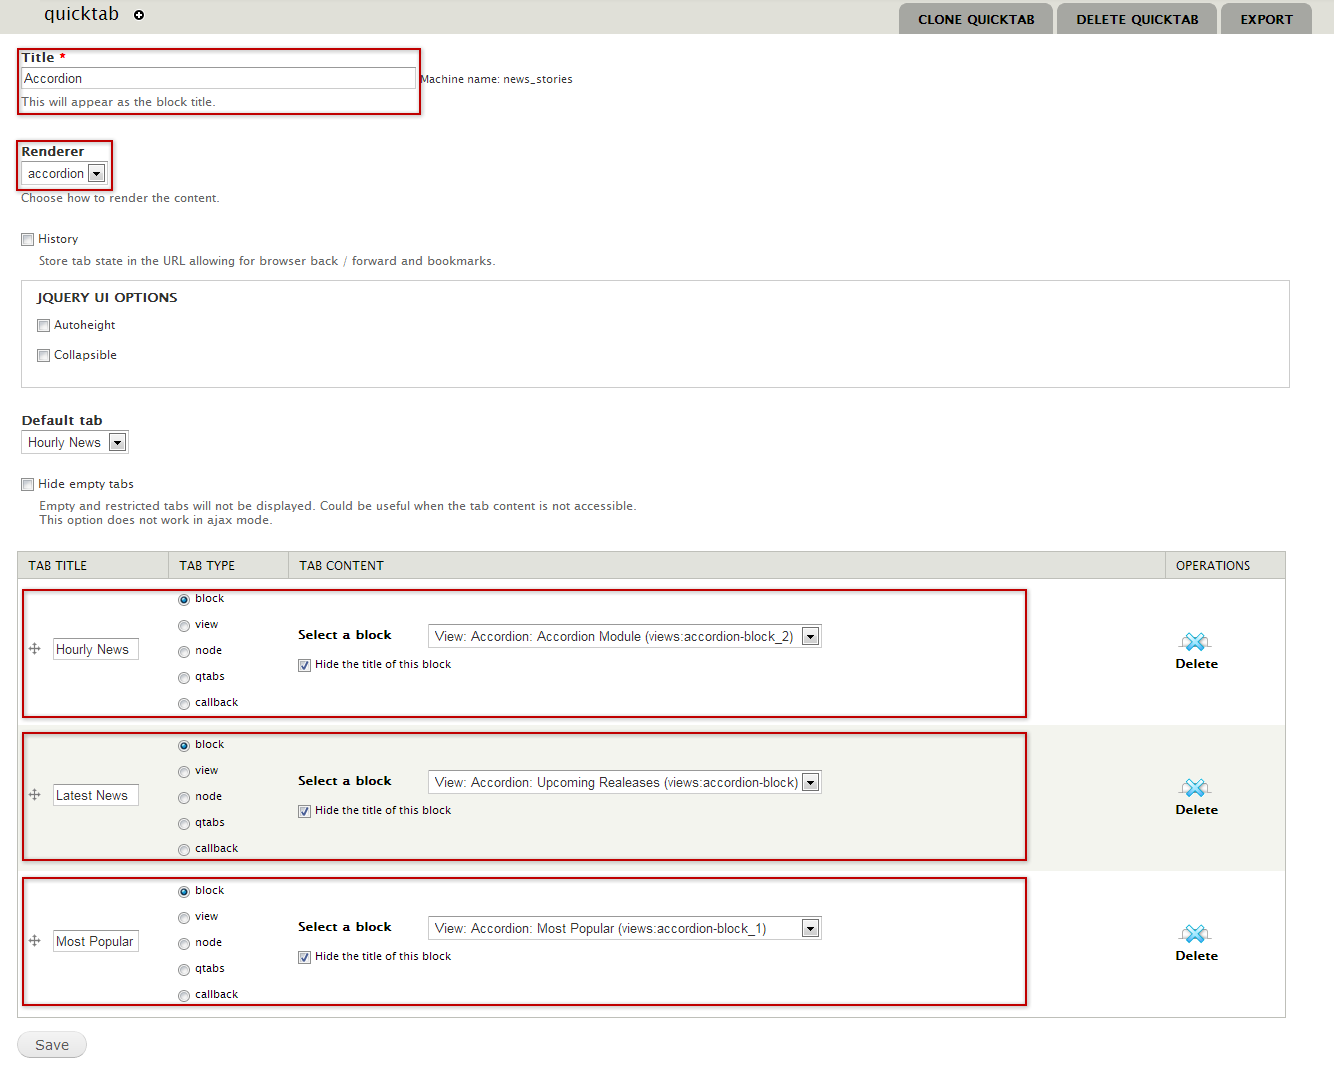 quicktab
CLONE QUICKTAB
DELETE QUICKTAB
EXPORT
Title *
Accordion
Machine name: news_stories
This will appear as the block title.
Renderer
accordion
Choose how to render the content.
History
Store tab state in the URL allowing for browser back / forward and bookmarks.
JQUERY UI OPTIONS
Autoheight
Collapsible
Default tab
Hourly News
Hide empty tabs
Empty and restricted tabs will not be displayed. Could be useful when the tab content is not accessible.
This option does not work in ajax mode.
TAB TITLE TAB TYPE TAB CONTENT OPERATIONS
Hourly News
block
view
node
qtabs
callback
Select a block
View: Accordion: Accordion Module (views:accordion-block_2)
Hide the title of this block
Delete
Latest News
block
view
node
qtabs
callback
Select a block
View: Accordion: Upcoming Realeases (views:accordion-block)
Hide the title of this block
Delete
Most Popular
block
view
node
qtabs
callback
Select a block
View: Accordion: Most Popular (views:accordion-block_1)
Hide the title of this block
Delete
Save